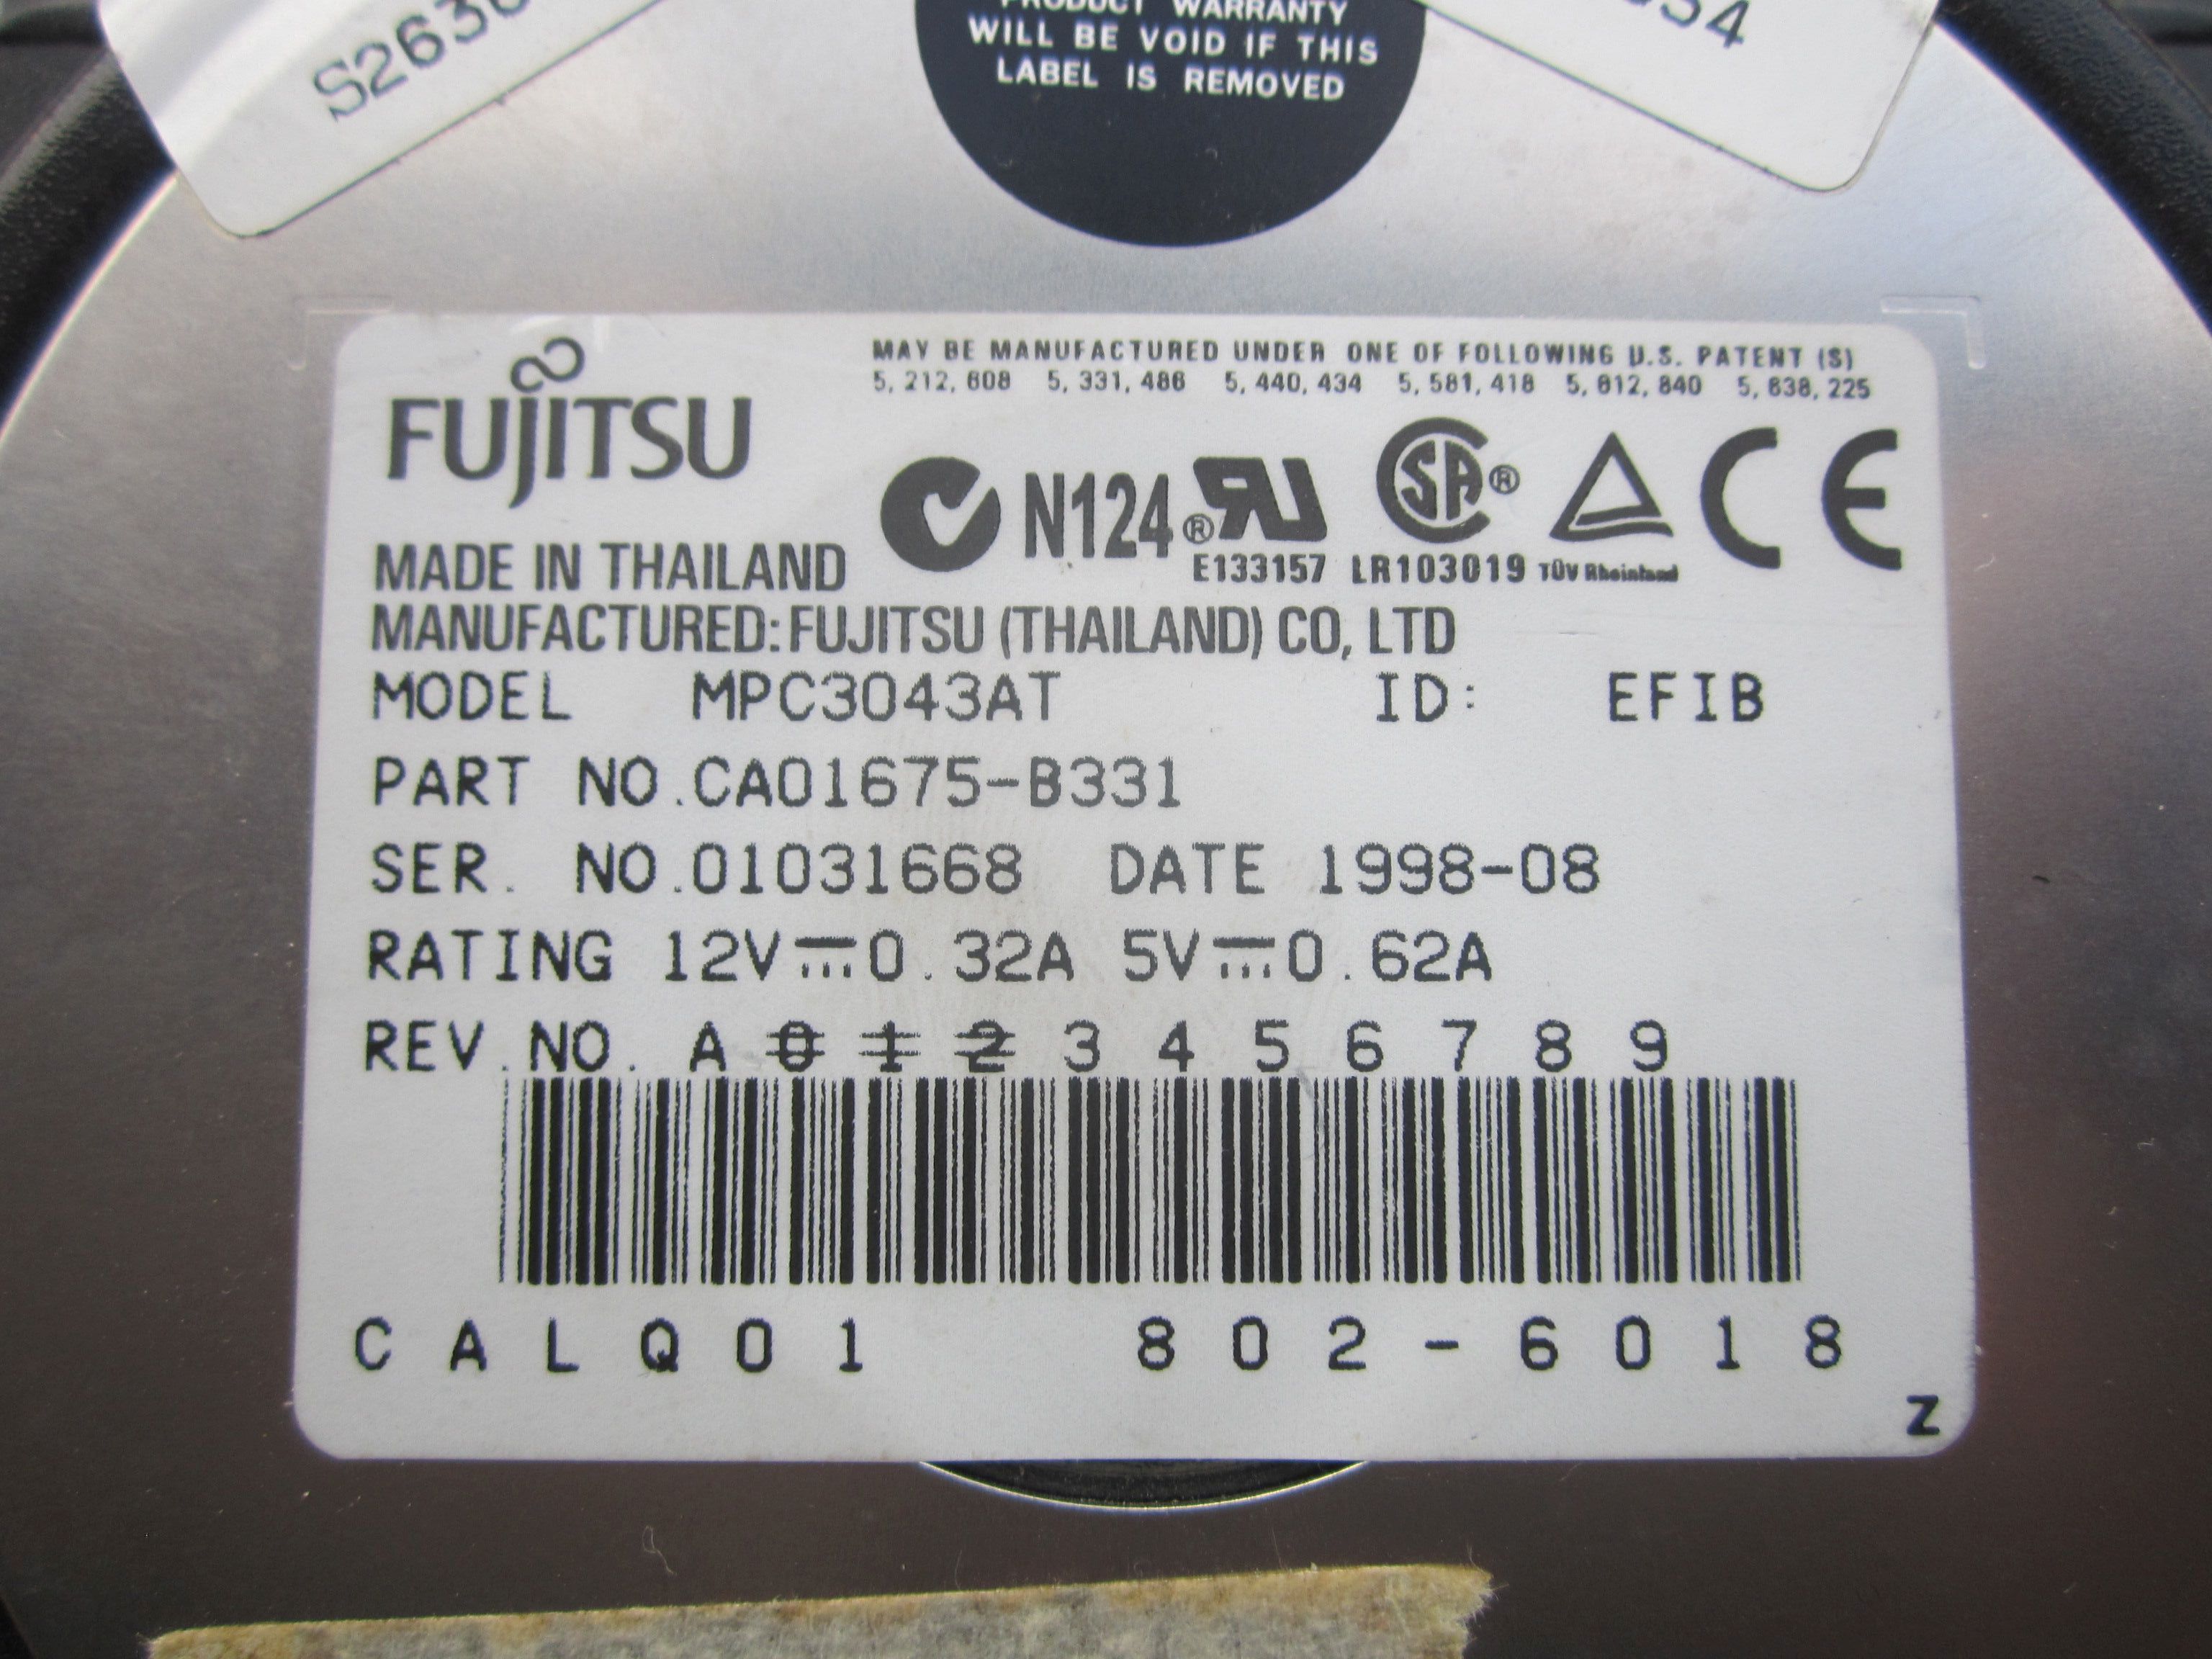 PRODUCT WARRANTY
WILL BE VOID IF THIS
LABEL IS REMOVED
FUJITSU
MAY BE MANUFACTURED UNDER ONE OF FOLLOWING U.S. PATENT (S)
5, 212, 608 5, 331, 486 5, 440, 434 5, 581, 418 5, 612, 840 5, 638, 225
N124
E133157 LR103019 TÜV Rheinland
MADE IN THAILAND
MANUFACTURED: FUJITSU (THAILAND) CO, LTD
MODEL MPC3043AT ID: EFIB
PART NO.CA01675-B331
SER. NO.01031668 DATE 1998-08
RATING 12V⎓0.32A 5V⎓0.62A
REV.NO. A 0 1 2 3 4 5 6 7 8 9
CALQ01 802-6018
Z